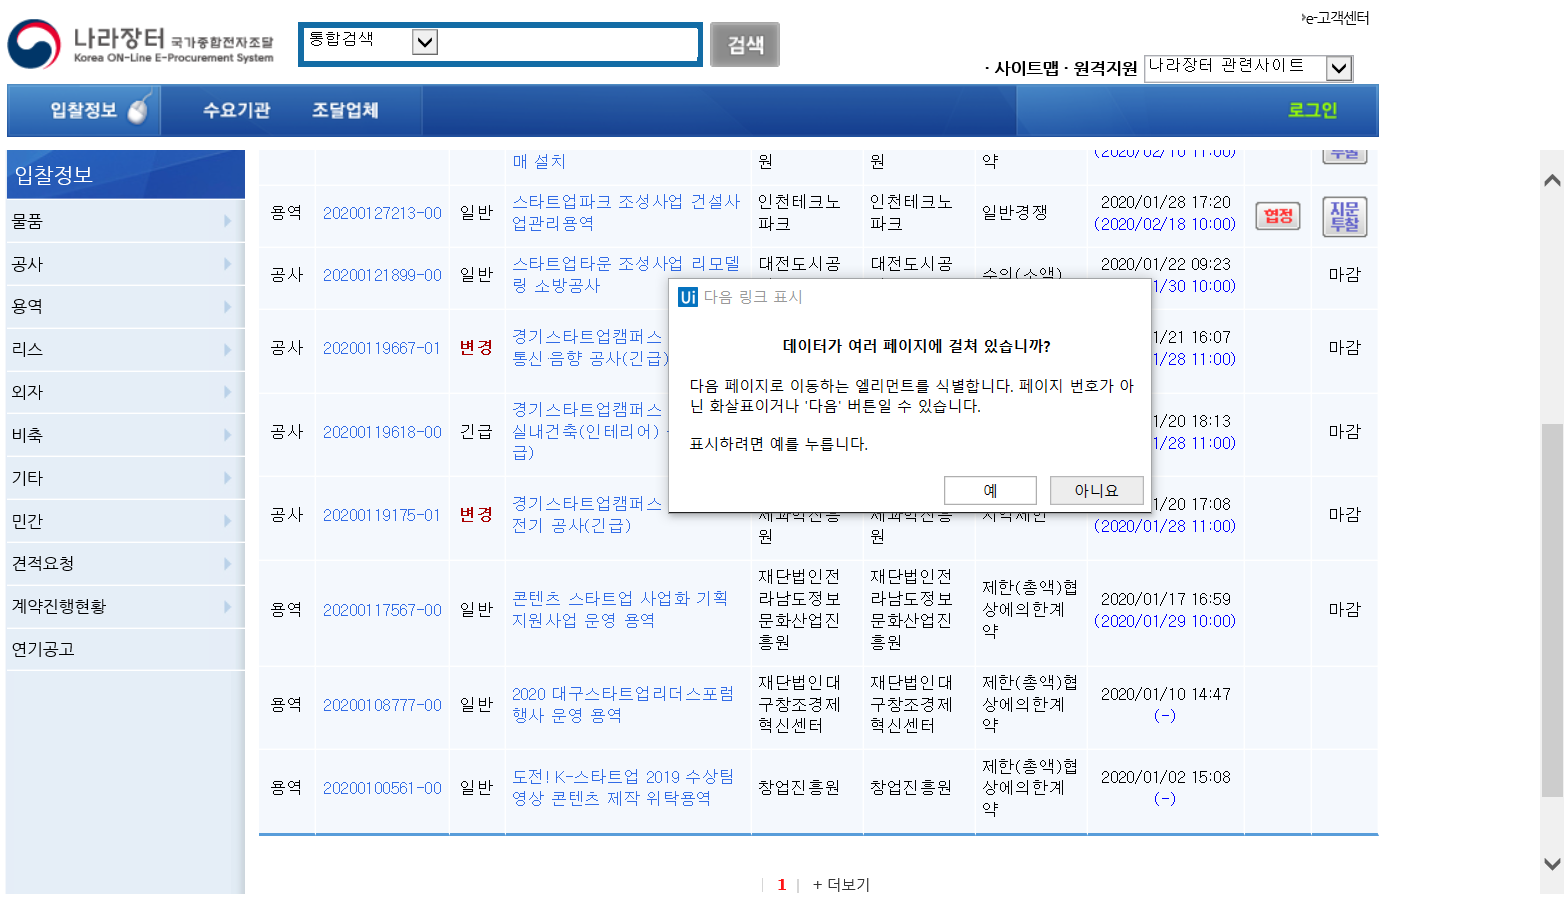 e-고객센터
나라장터 국가종합전자조달
Korea ON-Line E-Procurement System
통합검색
검색
· 사이트맵 · 원격지원
나라장터 관련사이트
입찰정보
수요기관
조달업체
로그인
입찰정보
물품
공사
용역
리스
외자
비축
기타
민간
견적요청
계약진행현황
연기공고
매 설치
원
원
약
(2020/02/10 11:00)
투찰
용역 20200127213-00 일반
스타트업파크 조성사업 건설사
업관리용역
인천테크노
파크
인천테크노
파크
일반경쟁
2020/01/28 17:20
(2020/02/18 10:00)
협정
지문
투찰
공사 20200121899-00 일반
스타트업타운 조성사업 리모델
링 소방공사
대전도시공
대전도시공
수의(소액)
2020/01/22 09:23
1/30 10:00)
마감
공사 20200119667-01 변경
경기스타트업캠퍼스
통신·음향 공사(긴급)
1/21 16:07
1/28 11:00)
마감
공사 20200119618-00 긴급
경기스타트업캠퍼스
실내건축(인테리어)
급)
1/20 18:13
1/28 11:00)
마감
공사 20200119175-01 변경
경기스타트업캠퍼스
전기 공사(긴급)
원
원
1/20 17:08
(2020/01/28 11:00)
마감
용역 20200117567-00 일반
콘텐츠 스타트업 사업화 기획
지원사업 운영 용역
재단법인전
라남도정보
문화산업진
흥원
재단법인전
라남도정보
문화산업진
흥원
제한(총액)협
상에의한계
약
2020/01/17 16:59
(2020/01/29 10:00)
마감
용역 20200108777-00 일반
2020 대구스타트업리더스포럼
행사 운영 용역
재단법인대
구창조경제
혁신센터
재단법인대
구창조경제
혁신센터
제한(총액)협
상에의한계
약
2020/01/10 14:47
(-)
용역 20200100561-00 일반
도전! K-스타트업 2019 수상팀
영상 콘텐츠 제작 위탁용역
창업진흥원
창업진흥원
제한(총액)협
상에의한계
약
2020/01/02 15:08
(-)
1
+ 더보기
Ui 다음 링크 표시
데이터가 여러 페이지에 걸쳐 있습니까?
다음 페이지로 이동하는 엘리먼트를 식별합니다. 페이지 번호가 아
닌 화살표이거나 '다음' 버튼일 수 있습니다.
표시하려면 예를 누릅니다.
예
아니요